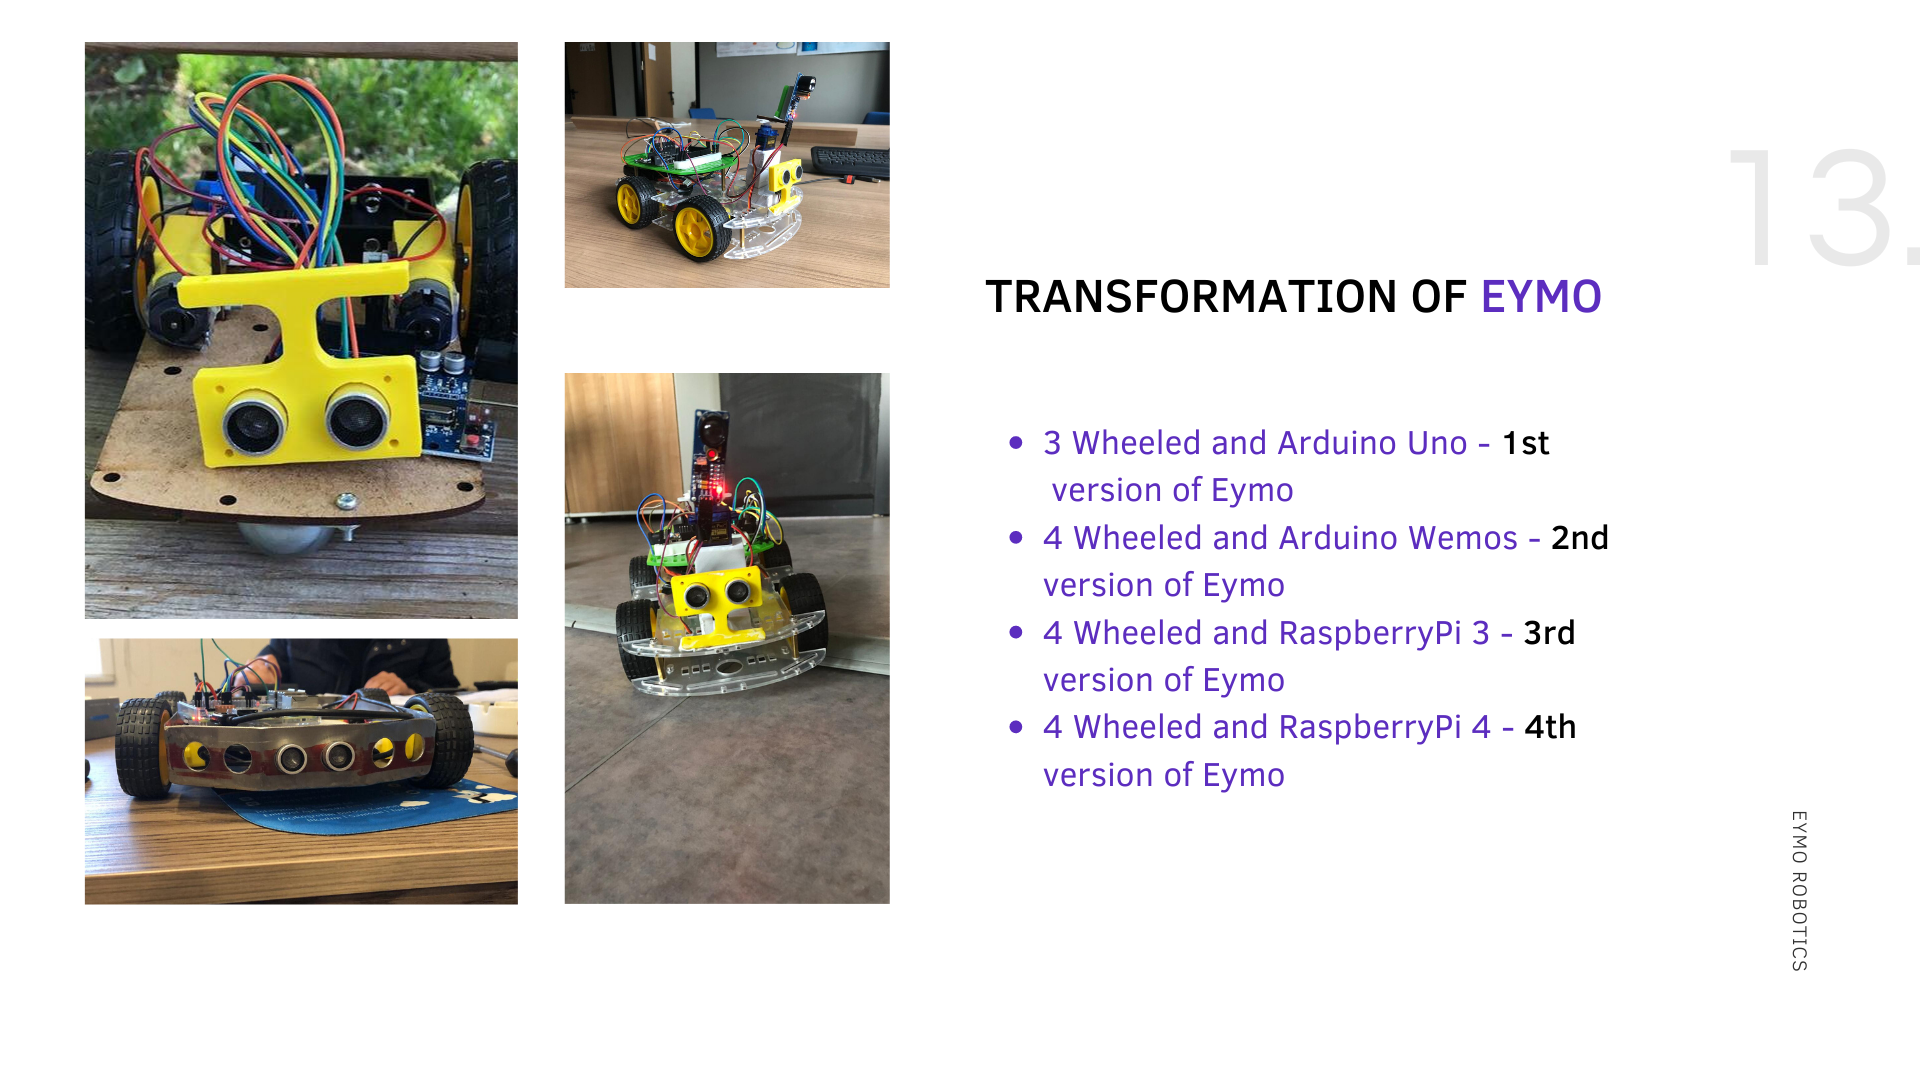 13.
TRANSFORMATION OF EYMO
• 3 Wheeled and Arduino Uno - 1st
version of Eymo
• 4 Wheeled and Arduino Wemos - 2nd
version of Eymo
• 4 Wheeled and RaspberryPi 3 - 3rd
version of Eymo
• 4 Wheeled and RaspberryPi 4 - 4th
version of Eymo
EYMO ROBOTICS